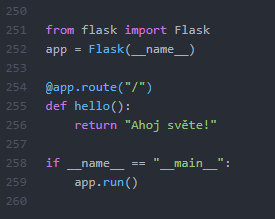 250
251 from flask import Flask
252 app = Flask(__name__)
253
254 @app.route("/")
255 def hello():
256     return "Ahoj světe!"
257
258 if __name__ == "__main__":
259     app.run()
260